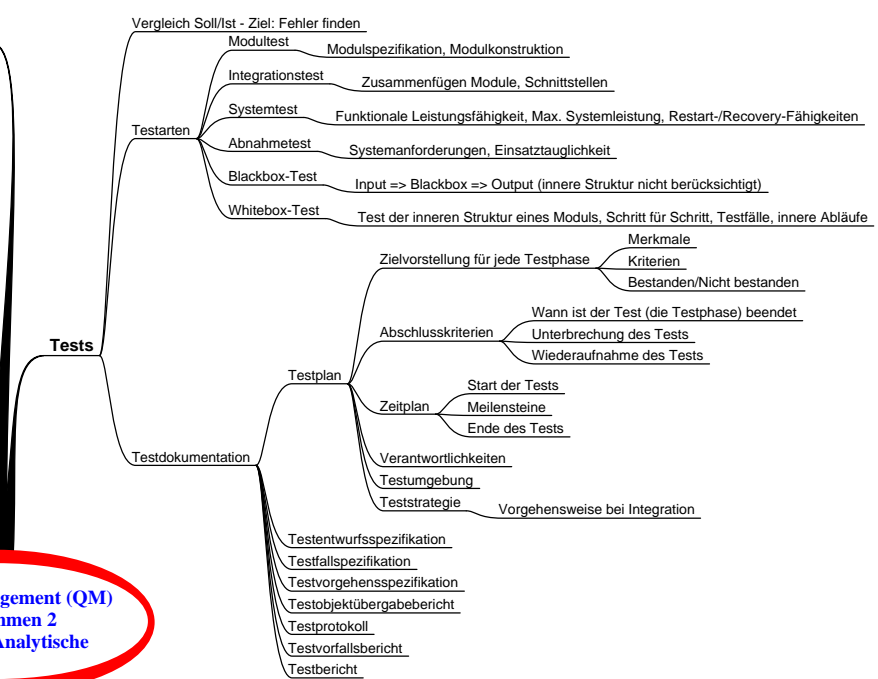 Vergleich Soll/Ist - Ziel: Fehler finden
Modultest
Modulspezifikation, Modulkonstruktion
Integrationstest
Zusammenfügen Module, Schnittstellen
Systemtest
Funktionale Leistungsfähigkeit, Max. Systemleistung, Restart-/Recovery-Fähigkeiten
Testarten
Abnahmetest
Systemanforderungen, Einsatztauglichkeit
Blackbox-Test
Input => Blackbox => Output (innere Struktur nicht berücksichtigt)
Whitebox-Test
Test der inneren Struktur eines Moduls, Schritt für Schritt, Testfälle, innere Abläufe
Tests
Testdokumentation
Testplan
Zielvorstellung für jede Testphase
Merkmale
Kriterien
Bestanden/Nicht bestanden
Abschlusskriterien
Wann ist der Test (die Testphase) beendet
Unterbrechung des Tests
Wiederaufnahme des Tests
Zeitplan
Start der Tests
Meilensteine
Ende des Tests
Verantwortlichkeiten
Testumgebung
Teststrategie
Vorgehensweise bei Integration
Testentwurfsspezifikation
Testfallspezifikation
Testvorgehensspezifikation
Testobjektübergabebericht
Testprotokoll
Testvorfallsbericht
Testbericht
gement (QM)
men 2
Analytische